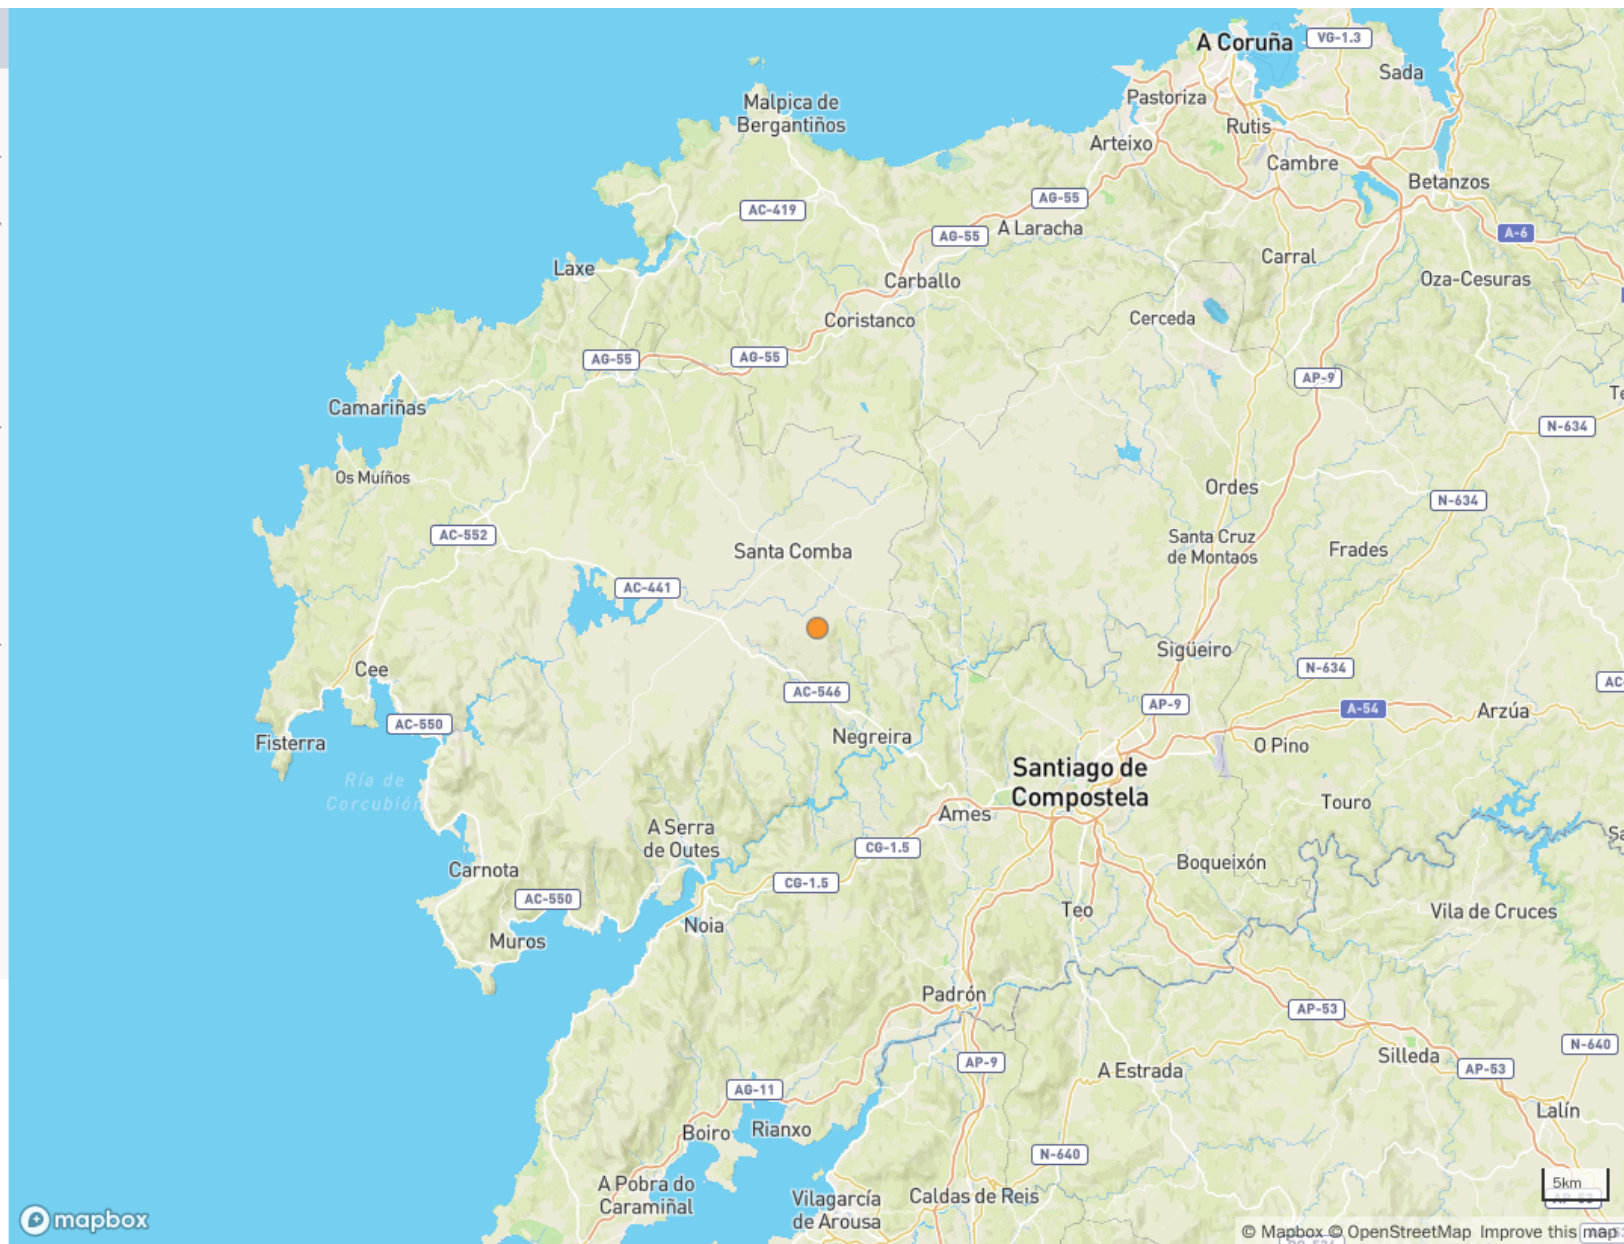 A Coruña
VG-1.3
Sada
Malpica de
Bergantiños
Pastoriza
Rutis
Arteixo
Cambre
Betanzos
AC-419
AG-55
AG-55
A Laracha
A-6
Laxe
Carral
Carballo
Oza-Cesuras
Coristanco
Cerceda
AG-55
AG-55
AP-9
Camariñas
N-634
Os Muíños
Ordes
N-634
AC-552
Santa Comba
Santa Cruz
de Montaos
Frades
AC-441
Sigüeiro
Cee
N-634
AC-546
AP-9
A-54
Arzúa
AC-550
Fisterra
Negreira
O Pino
Ría de
Corcubión
Santiago de
Compostela
Touro
Ames
A Serra
de Outes
CG-1.5
Boqueixón
Carnota
CG-1.5
AC-550
Teo
Vila de Cruces
Noia
Muros
Padrón
AP-53
N-640
Silleda
AP-9
A Estrada
AP-53
AG-11
Lalín
Boiro
Rianxo
N-640
A Pobra do
Caramiñal
Vilagarcía
de Arousa
Caldas de Reis
5km
AP-53
mapbox
© Mapbox © OpenStreetMap Improve this map